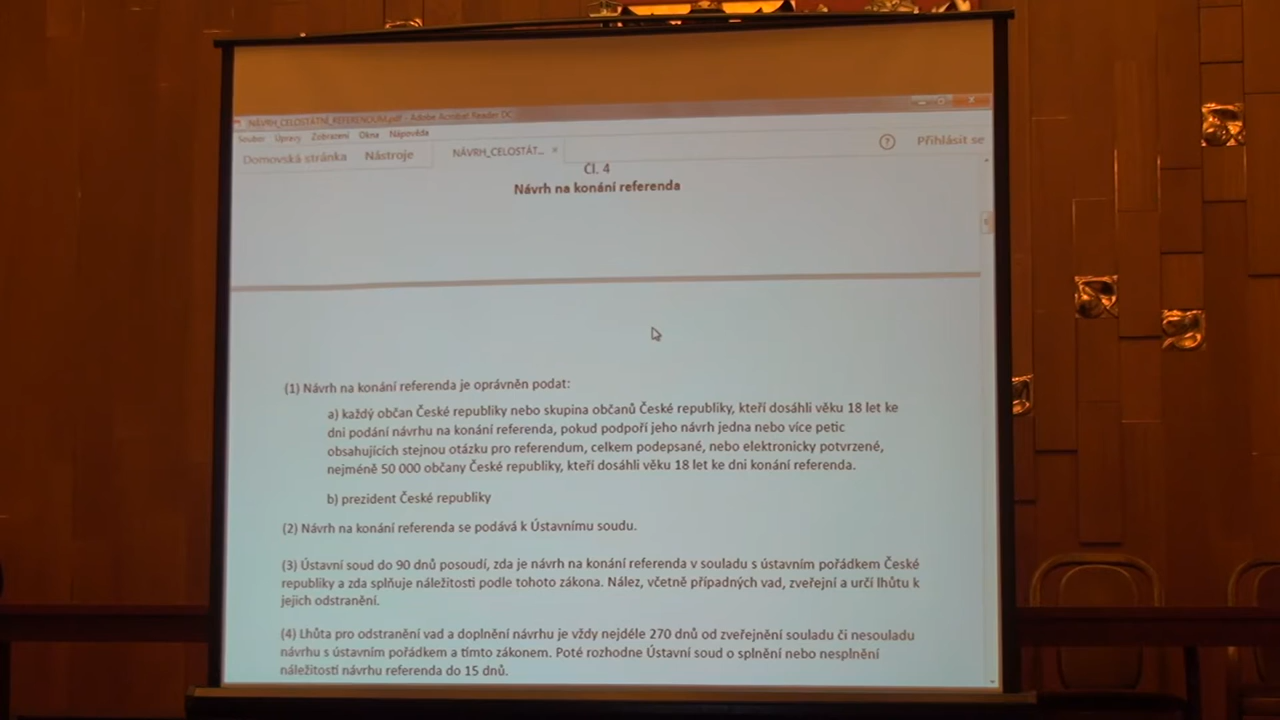 NÁVRH_CELOSTÁTNÍ_REFERENDUM.pdf - Adobe Acrobat Reader DC
Soubor Úpravy Zobrazení Okna Nápověda
Domovská stránka Nástroje NÁVRH_CELOSTÁT... × ? Přihlásit se
Čl. 4
Návrh na konání referenda
(1) Návrh na konání referenda je oprávněn podat:
a) každý občan České republiky nebo skupina občanů České republiky, kteří dosáhli věku 18 let ke
dni podání návrhu na konání referenda, pokud podpoří jeho návrh jedna nebo více petic
obsahujících stejnou otázku pro referendum, celkem podepsané, nebo elektronicky potvrzené,
nejméně 50 000 občany České republiky, kteří dosáhli věku 18 let ke dni konání referenda.
b) prezident České republiky
(2) Návrh na konání referenda se podává k Ústavnímu soudu.
(3) Ústavní soud do 90 dnů posoudí, zda je návrh na konání referenda v souladu s ústavním pořádkem České
republiky a zda splňuje náležitosti podle tohoto zákona. Nález, včetně případných vad, zveřejní a určí lhůtu k
jejich odstranění.
(4) Lhůta pro odstranění vad a doplnění návrhu je vždy nejdéle 270 dnů od zveřejnění souladu či nesouladu
návrhu s ústavním pořádkem a tímto zákonem. Poté rozhodne Ústavní soud o splnění nebo nesplnění
náležitostí návrhu referenda do 15 dnů.